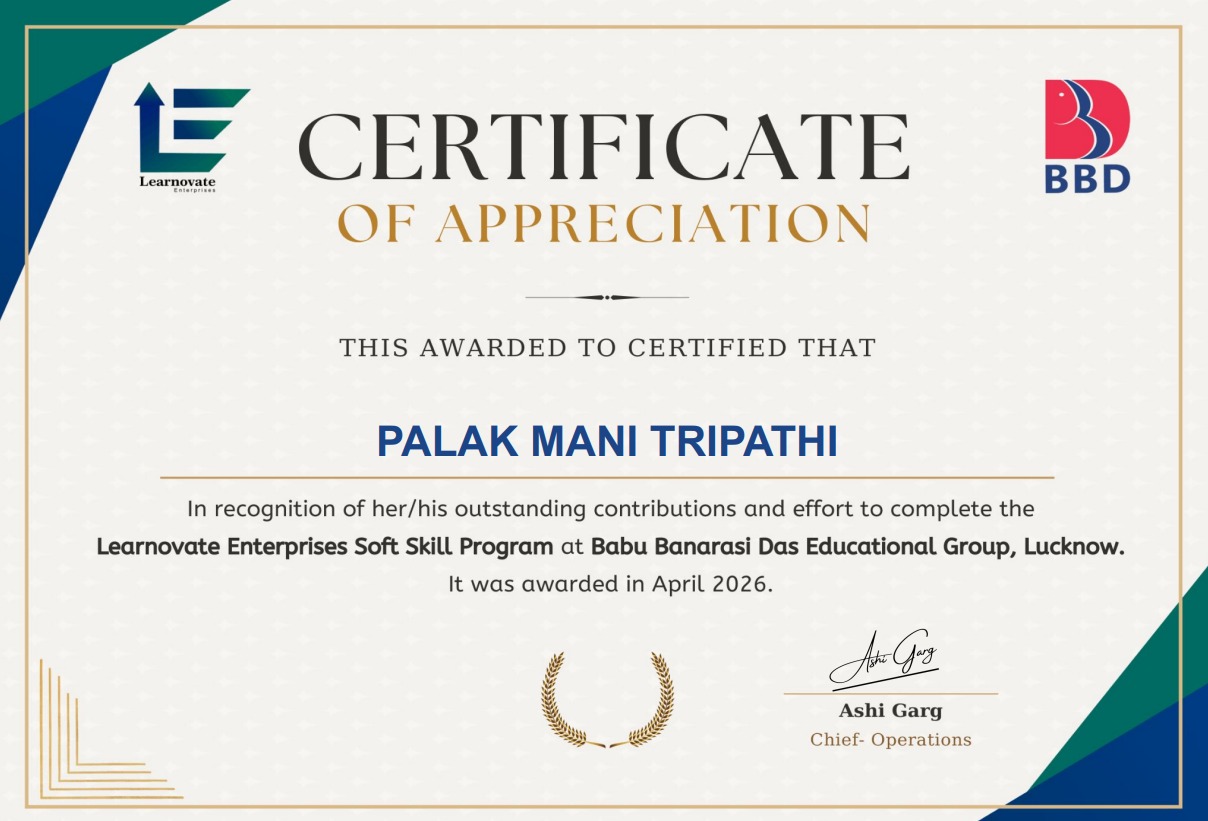 Learnovate
Enterprises
BBD
CERTIFICATE
OF APPRECIATION
THIS AWARDED TO CERTIFIED THAT
PALAK MANI TRIPATHI
In recognition of her/his outstanding contributions and effort to complete the
Learnovate Enterprises Soft Skill Program at Babu Banarasi Das Educational Group, Lucknow.
It was awarded in April 2026.
Ashi Garg
Ashi Garg
Chief- Operations